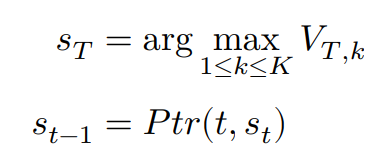 s_T = arg max_{1≤k≤K} V_{T,k}
s_{t−1} = Ptr(t, s_t)